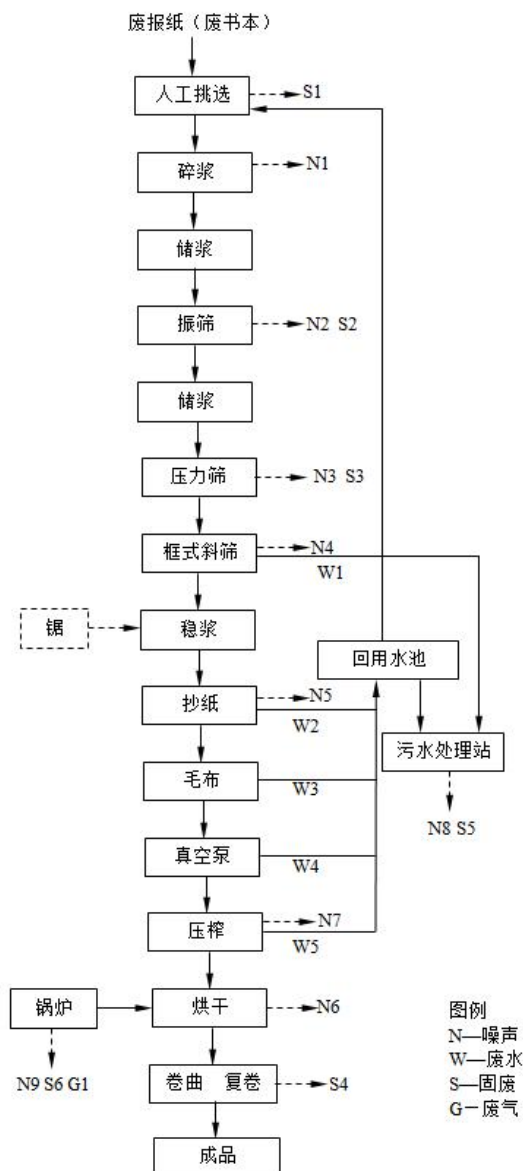 废报纸（废书本）
人工挑选
S1
碎浆
N1
储浆
振筛
N2 S2
储浆
压力筛
N3 S3
框式斜筛
N4
W1
锯
稳浆
回用水池
抄纸
N5
W2
污水处理站
毛布
W3
N8 S5
真空泵
W4
压榨
N7
W5
锅炉
烘干
N6
N9 S6 G1
卷曲 复卷
S4
成品
图例
N—噪声
W—废水
S—固废
G—废气